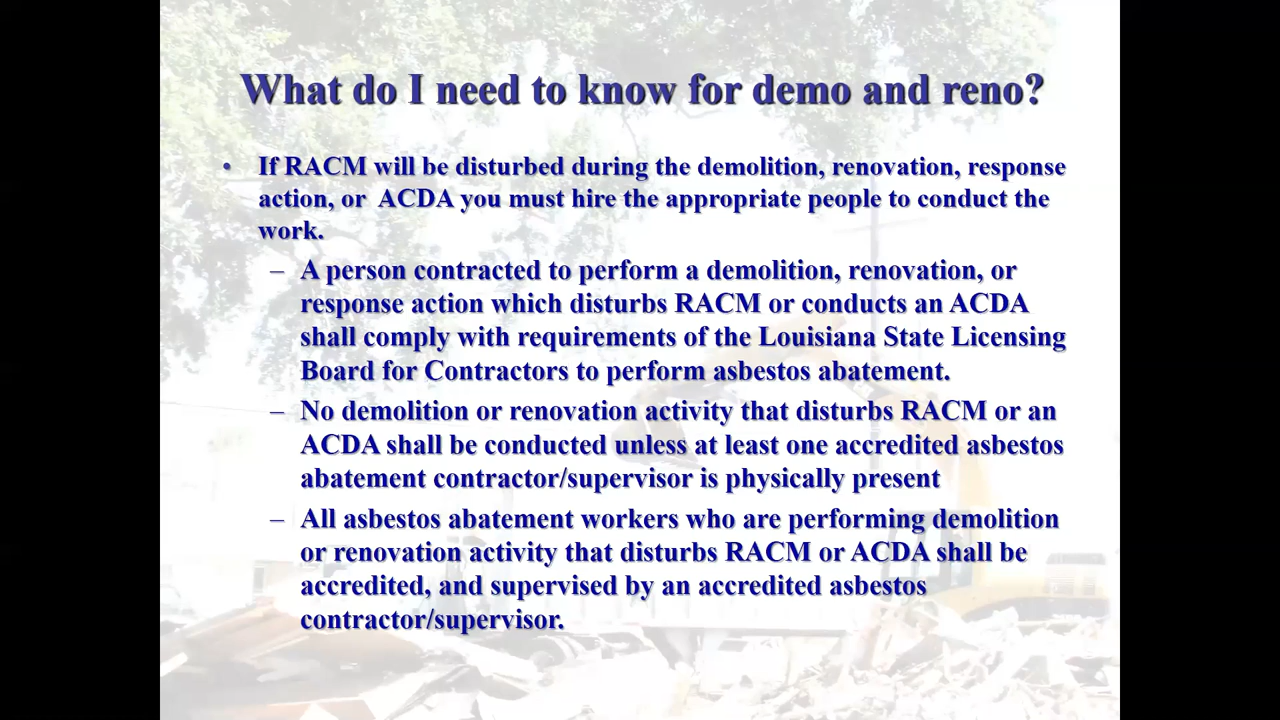 What do I need to know for demo and reno?
• If RACM will be disturbed during the demolition, renovation, response
action, or ACDA you must hire the appropriate people to conduct the
work.
– A person contracted to perform a demolition, renovation, or
response action which disturbs RACM or conducts an ACDA
shall comply with requirements of the Louisiana State Licensing
Board for Contractors to perform asbestos abatement.
– No demolition or renovation activity that disturbs RACM or an
ACDA shall be conducted unless at least one accredited asbestos
abatement contractor/supervisor is physically present
– All asbestos abatement workers who are performing demolition
or renovation activity that disturbs RACM or ACDA shall be
accredited, and supervised by an accredited asbestos
contractor/supervisor.